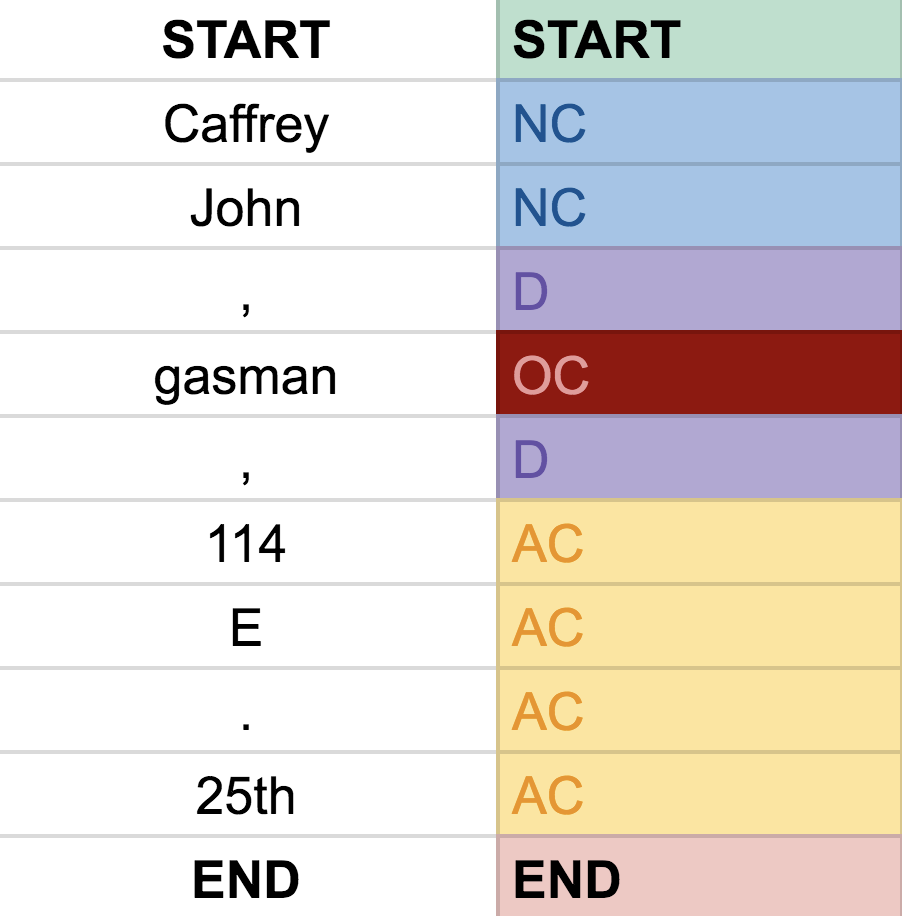 START START
Caffrey NC
John NC
, D
gasman OC
, D
114 AC
E AC
. AC
25th AC
END END